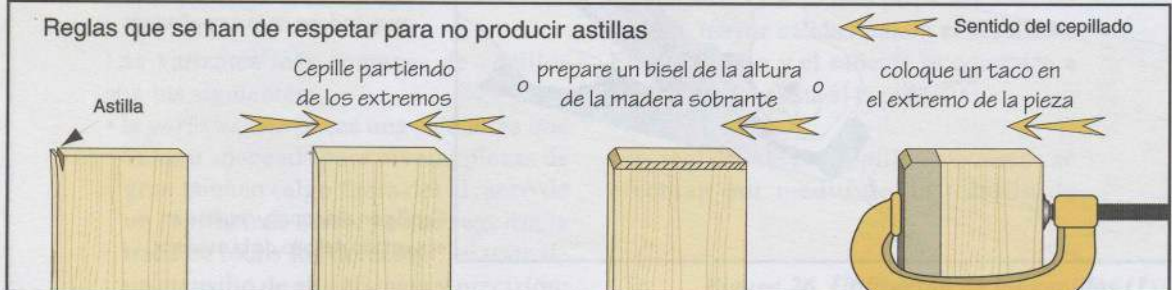 Reglas que se han de respetar para no producir astillas
Sentido del cepillado
Astilla
Cepille partiendo
de los extremos
o
prepare un bisel de la altura
de la madera sobrante
o
coloque un taco en
el extremo de la pieza